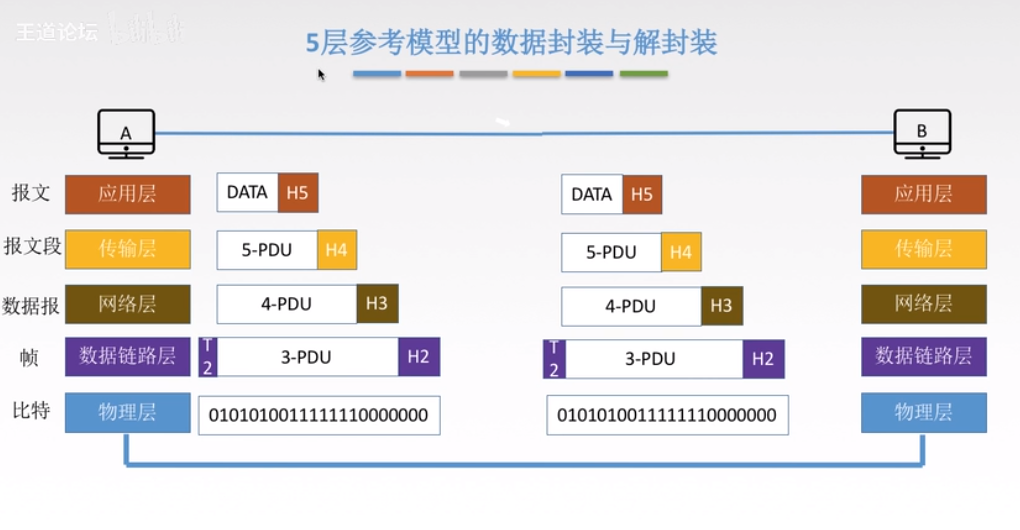 王道论坛
5层参考模型的数据封装与解封装
A
B
报文 应用层 DATA H5 DATA H5 应用层
报文段 传输层 5-PDU H4 5-PDU H4 传输层
数据报 网络层 4-PDU H3 4-PDU H3 网络层
帧 数据链路层 T2 3-PDU H2 T2 3-PDU H2 数据链路层
比特 物理层 0101010011111110000000 0101010011111110000000 物理层